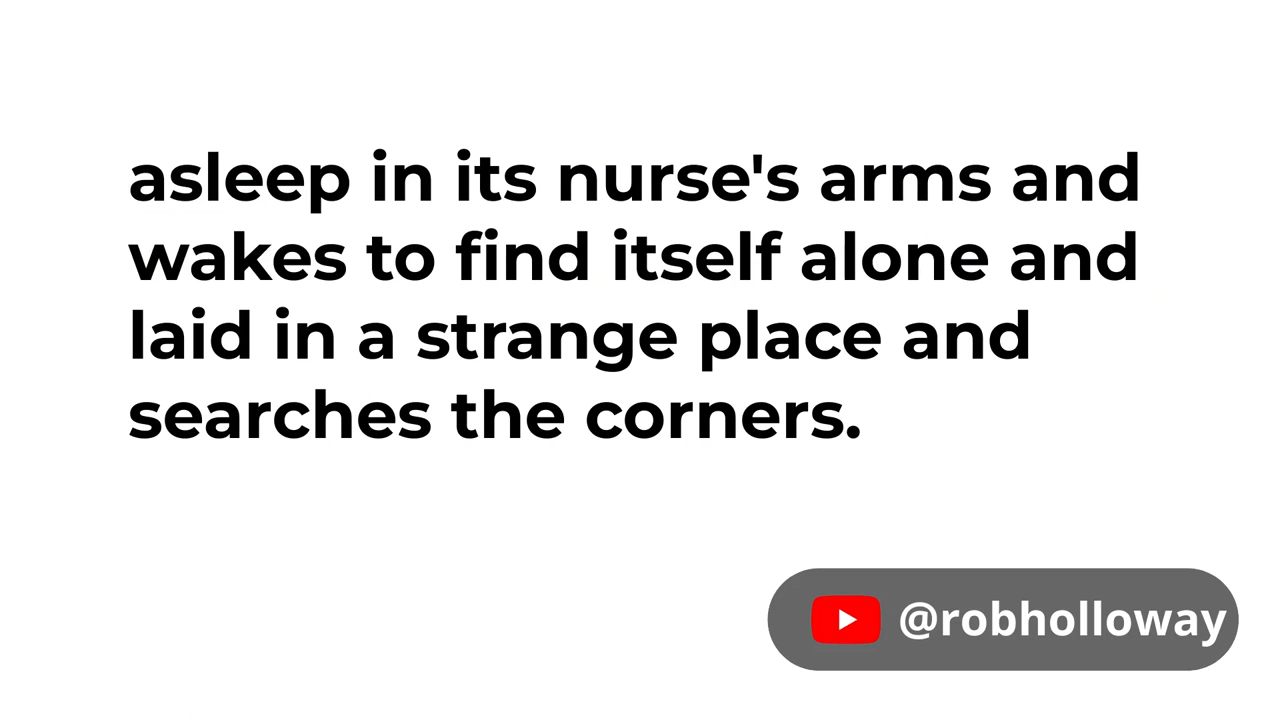 asleep in its nurse's arms and
wakes to find itself alone and
laid in a strange place and
searches the corners.
@robholloway